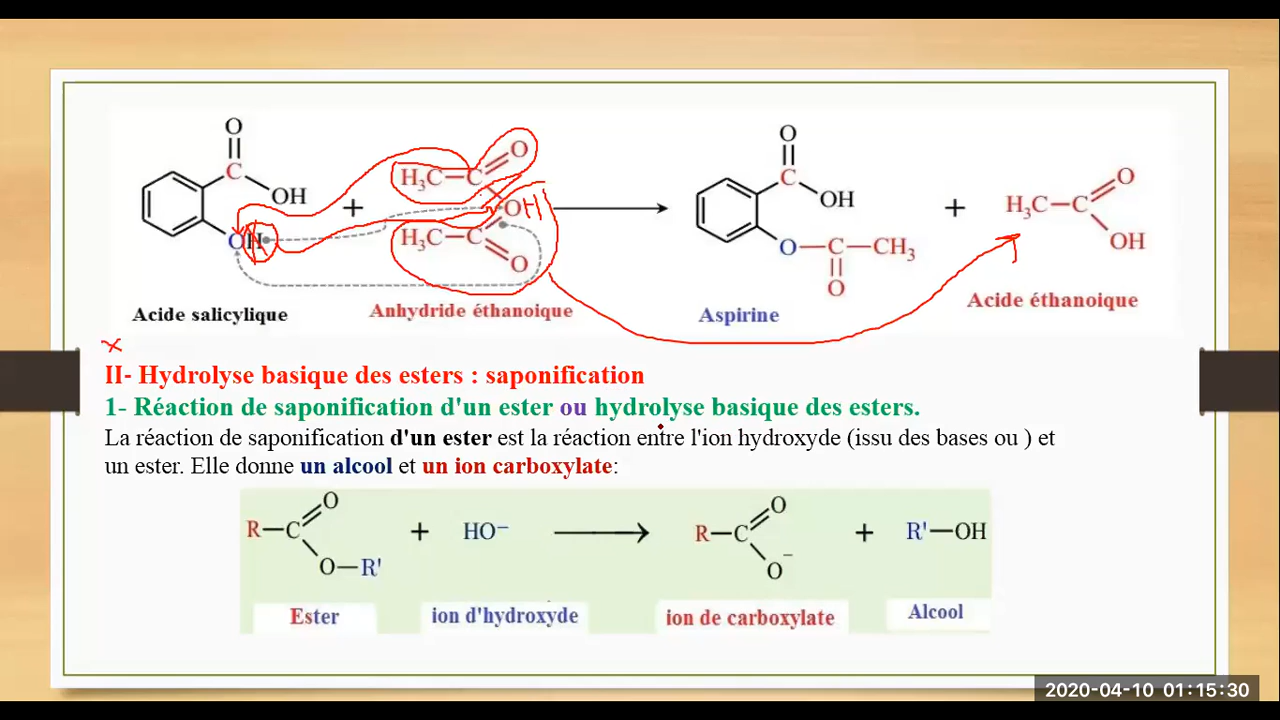 O O
C H₃C—C O C
OH OH
+ OH + H₃C—C
OH H₃C—C O—C—CH₃ OH
O O
Acide salicylique Anhydride éthanoique Aspirine Acide éthanoique
x
II- Hydrolyse basique des esters : saponification
1- Réaction de saponification d'un ester ou hydrolyse basique des esters.
La réaction de saponification d'un ester est la réaction entre l'ion hydroxyde (issu des bases ou ) et
un ester. Elle donne un alcool et un ion carboxylate:
O O
R—C + HO⁻ R—C + R'—OH
O—R' O⁻
Ester ion d'hydroxyde ion de carboxylate Alcool
2020-04-10 01:15:30